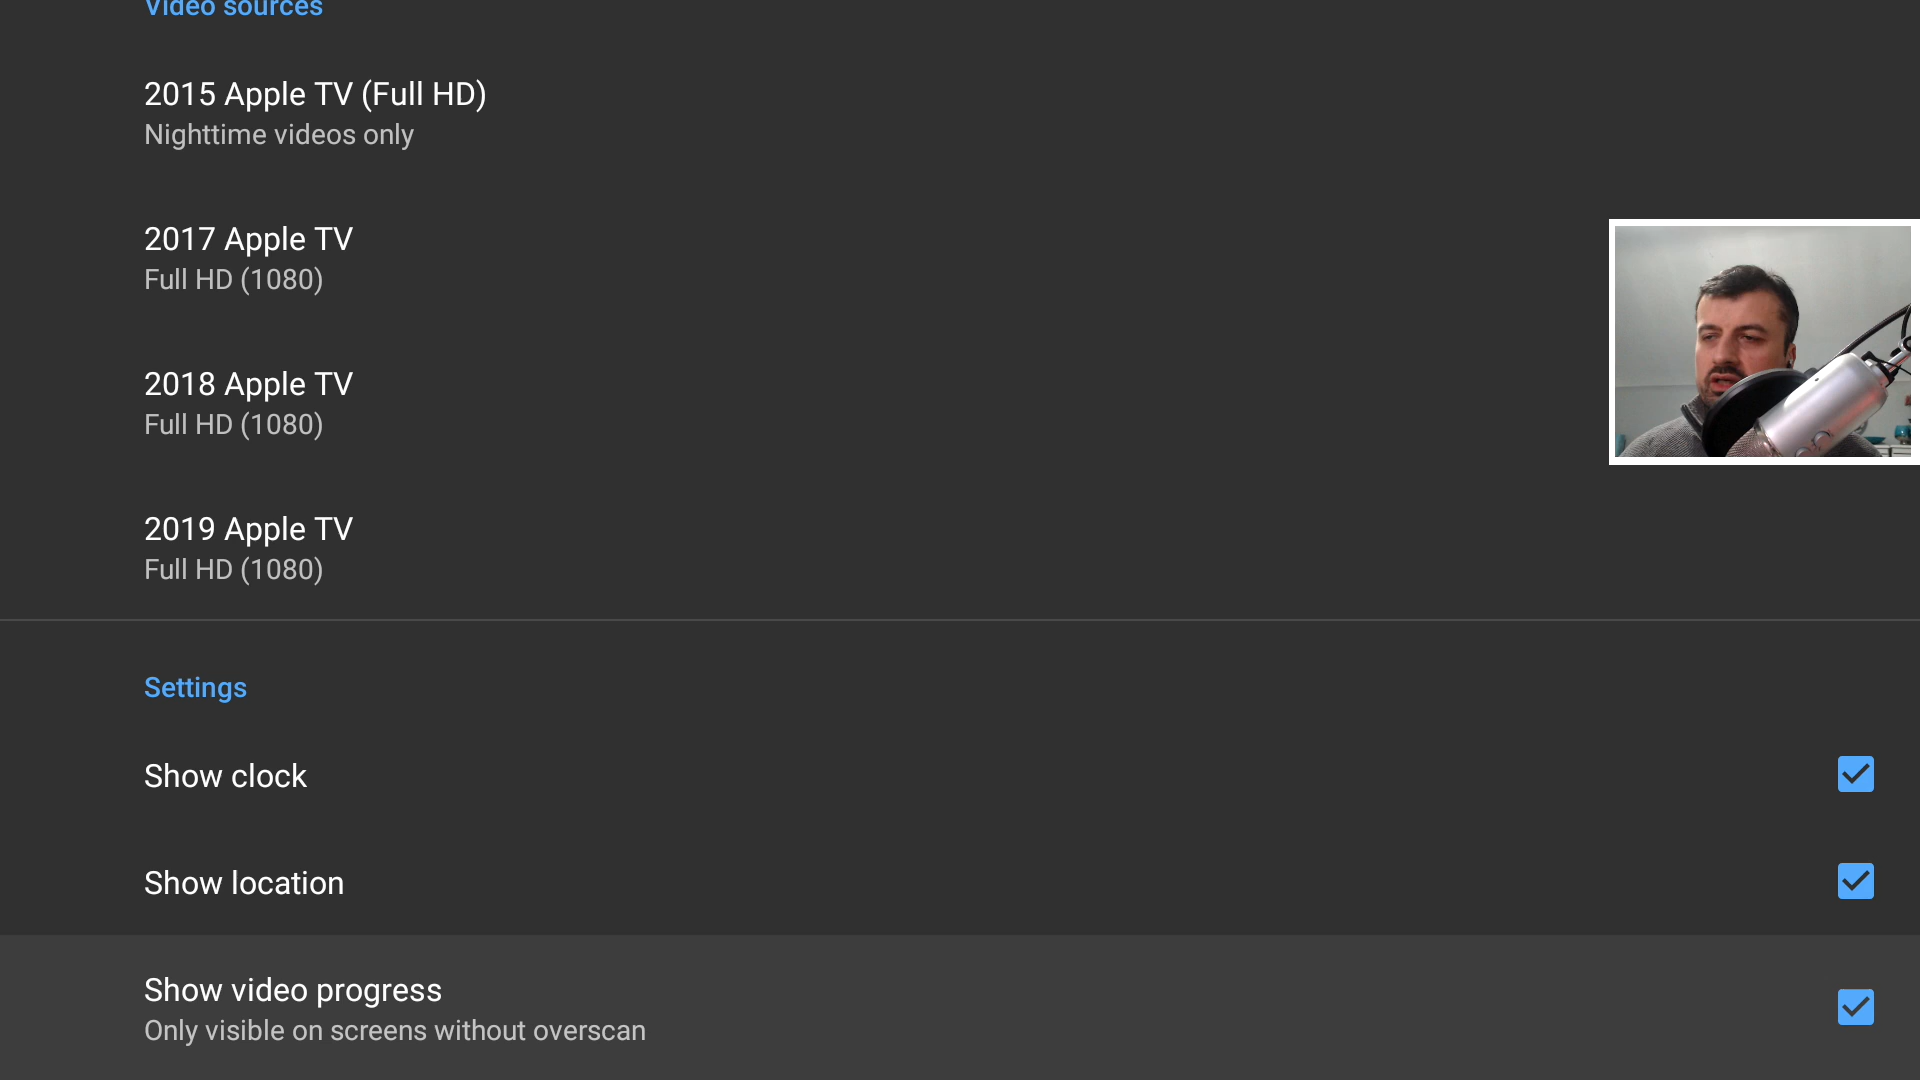 Video sources
2015 Apple TV (Full HD)
Nighttime videos only
2017 Apple TV
Full HD (1080)
2018 Apple TV
Full HD (1080)
2019 Apple TV
Full HD (1080)
Settings
Show clock
Show location
Show video progress
Only visible on screens without overscan